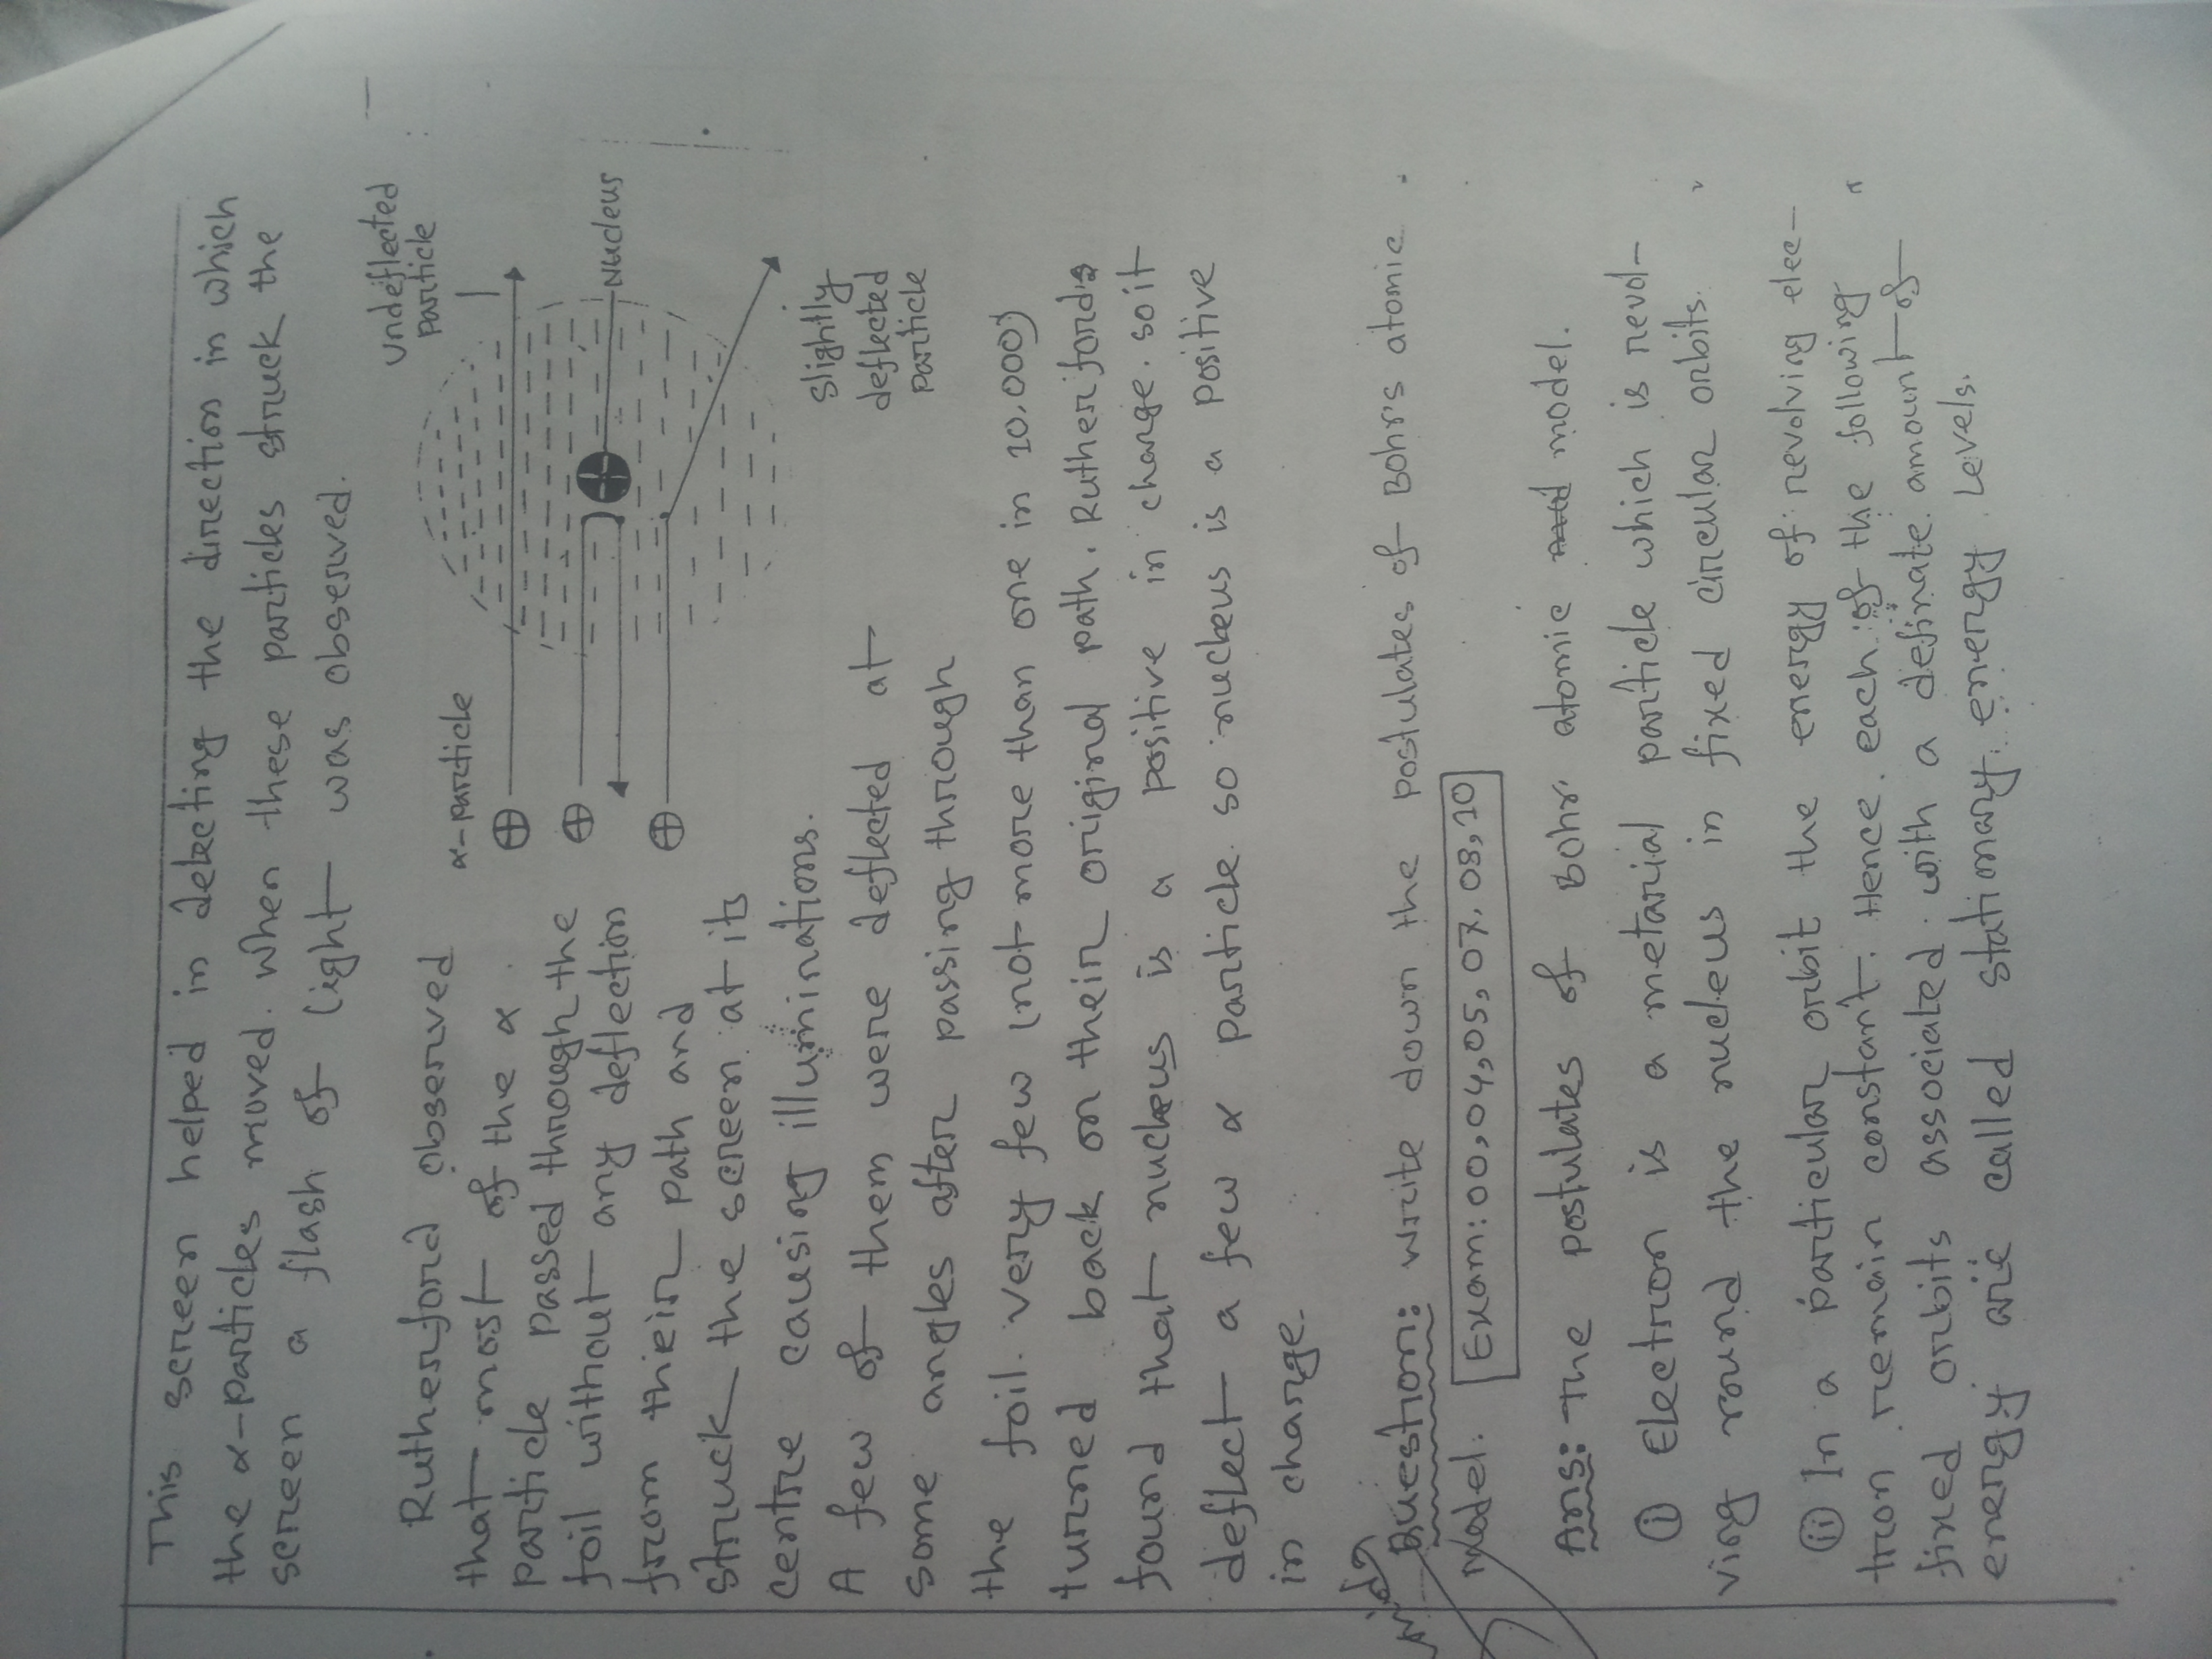 This screen helped in detecting the direction in which
the α-particles moved. When these particles struck the
screen a flash of light was observed.
Rutherford observed
that most of the α
particle passed through the
foil without any deflection
from their path and
struck the screen at its
centre causing illuminations.
α-particle
undeflected
particle
Nucleus
slightly
deflected
particle
A few of them were deflected at
some angles after passing through
the foil. very few (not more than one in 10,000)
turned back on their original path. Rutherford's
found that nucleus is a positive in charge. so it
deflect a few α particle. so nucleus is a positive
in charge.
Question: Write down the postulates of Bohr's atomic
Model. Exam: 00, 04, 05, 07, 08, 10
Ans: The postulates of Bohr atomic model.
(i) Electron is a metarial particle which is revol-
ving round the nucleus in fixed circular orbits.
(ii) In a particular orbit the energy of revolving elec-
tron remain constant. Hence each of the following
fixed orbits associated with a definate amount of
energy are called stationary energy Levels.